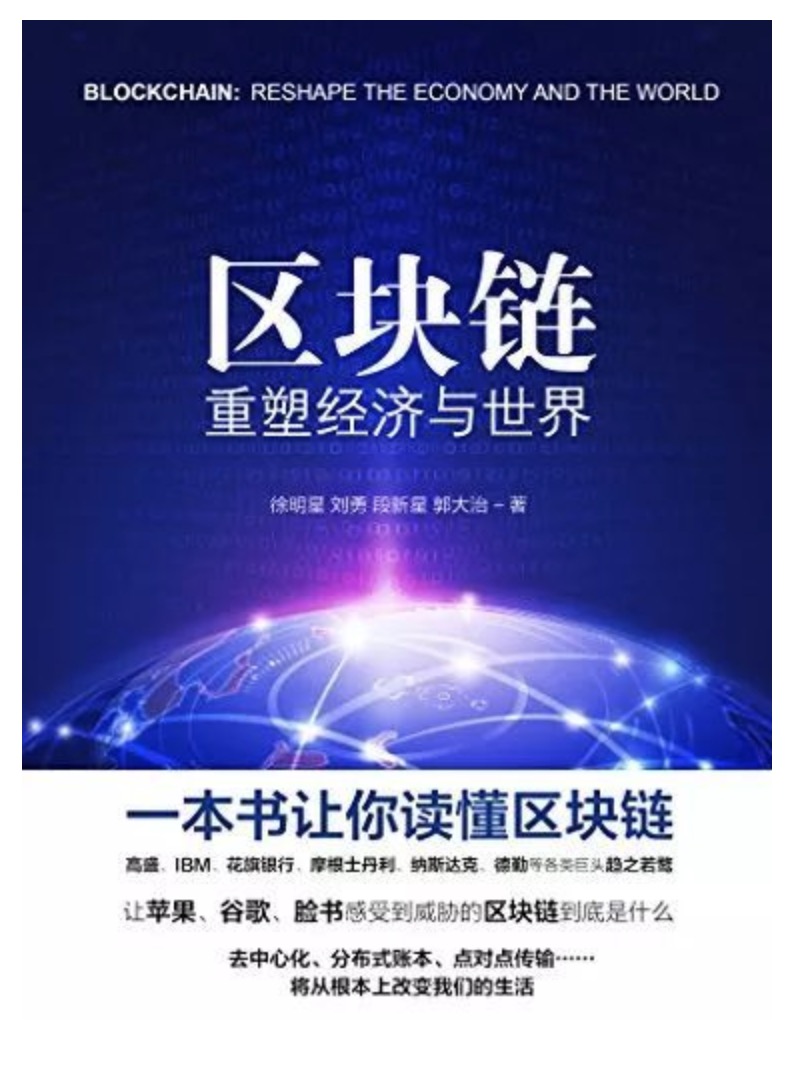 BLOCKCHAIN: RESHAPE THE ECONOMY AND THE WORLD
区块链
重塑经济与世界
徐明星 刘勇 段新星 郭大治 – 著
一本书让你读懂区块链
高盛、IBM、花旗银行、摩根士丹利、纳斯达克、德勤等各类巨头趋之若鹜
让苹果、谷歌、脸书感受到威胁的区块链到底是什么
去中心化、分布式账本、点对点传输……
将从根本上改变我们的生活